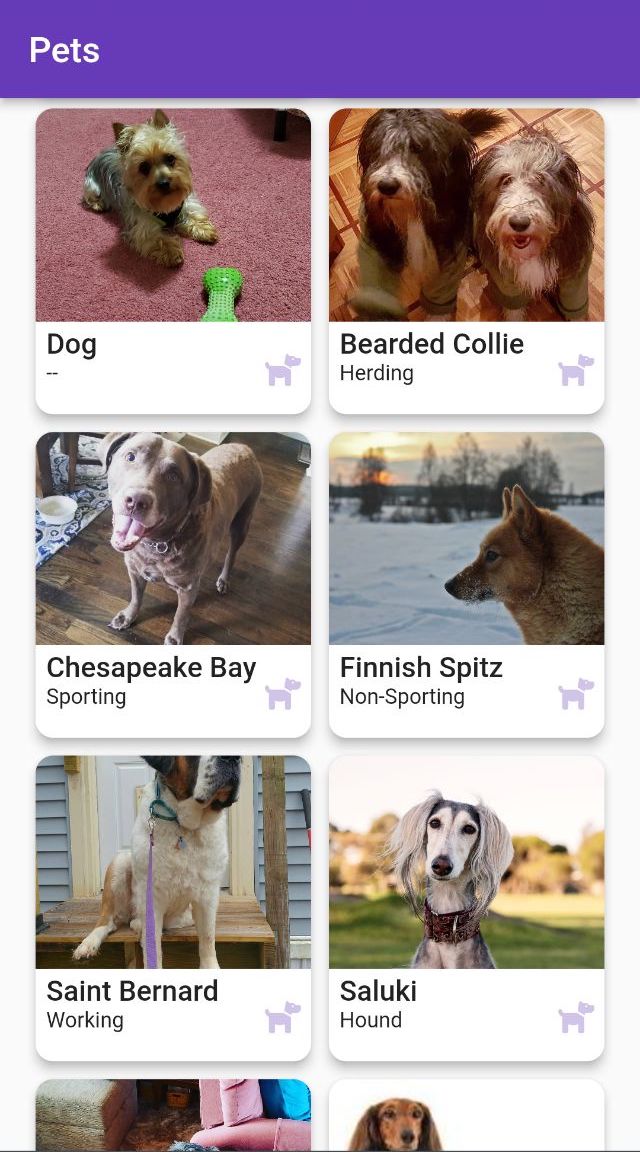 Pets
Dog
--
Bearded Collie
Herding
Chesapeake Bay
Sporting
Finnish Spitz
Non-Sporting
Saint Bernard
Working
Saluki
Hound